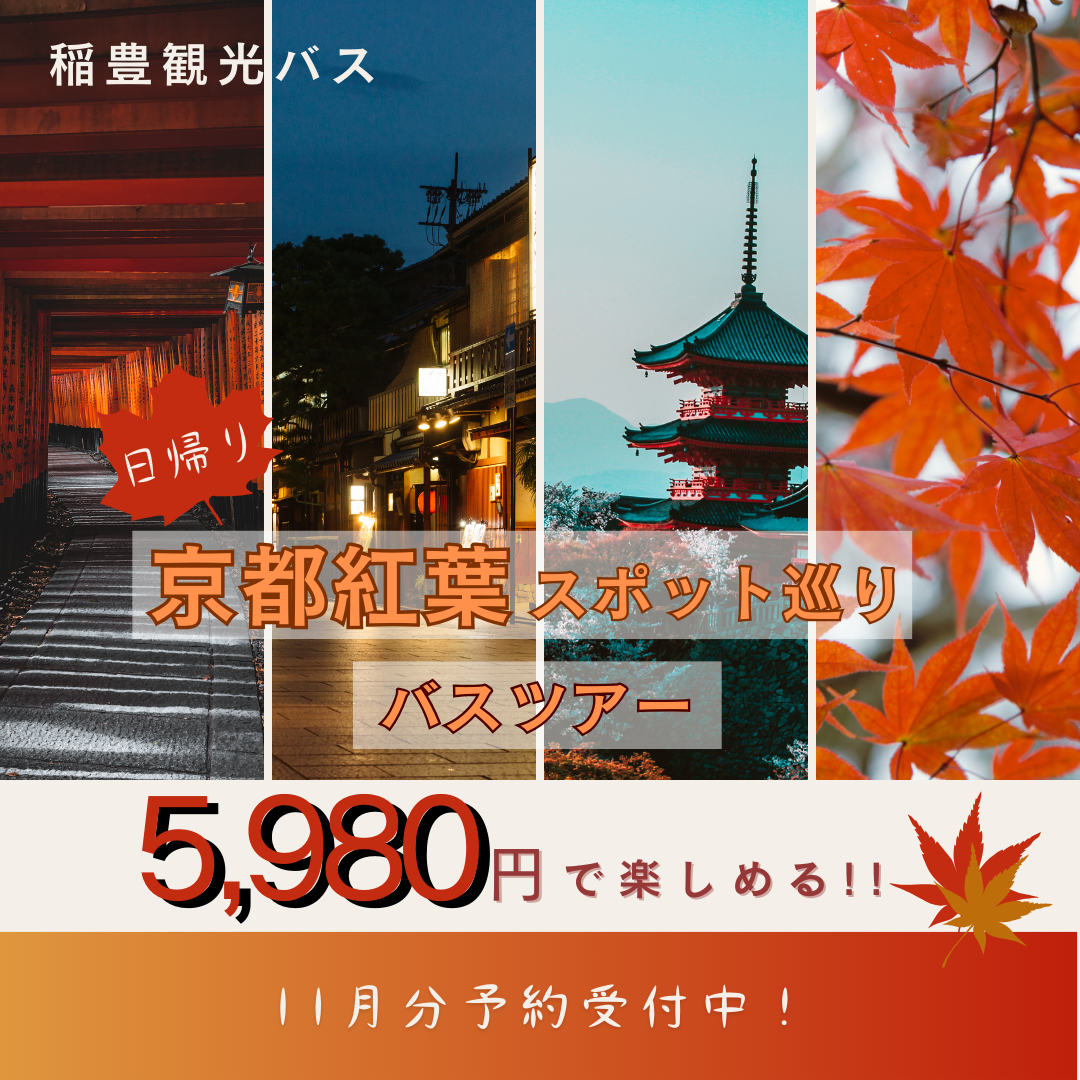 稲豊観光バス
日帰り
京都紅葉スポット巡り
バスツアー
5,980円で楽しめる!!
11月分予約受付中!